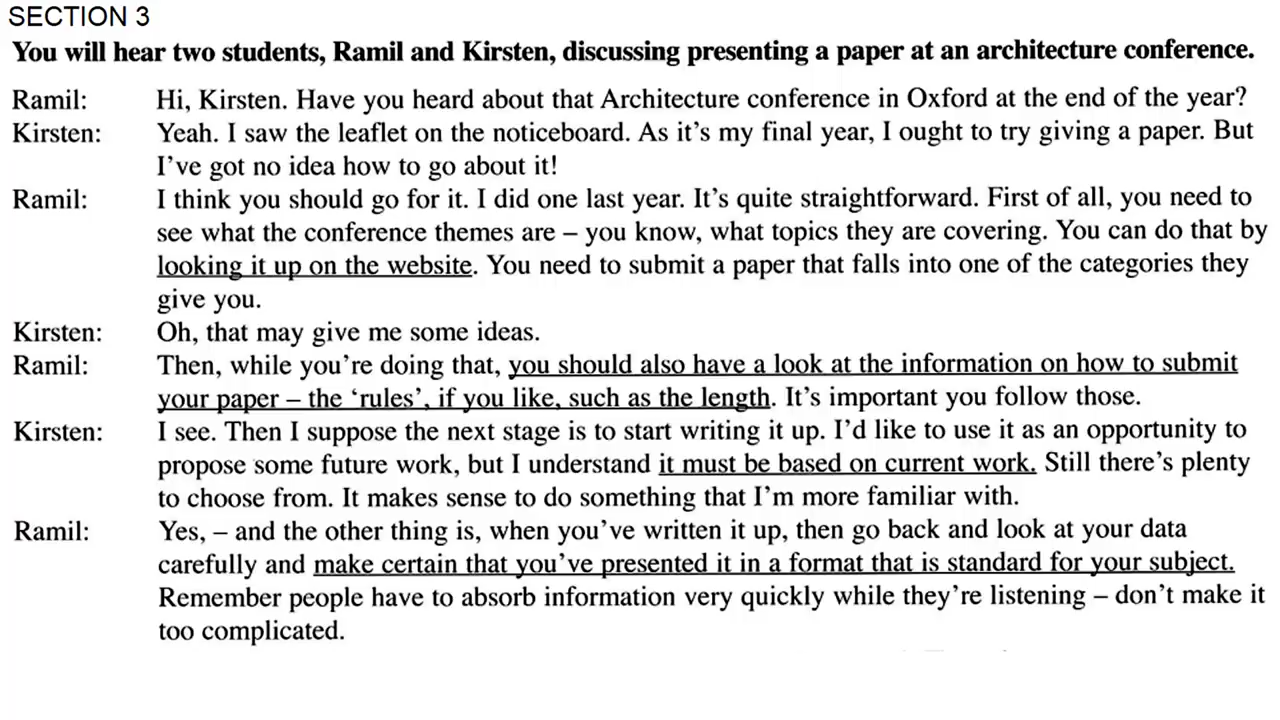 SECTION 3
You will hear two students, Ramil and Kirsten, discussing presenting a paper at an architecture conference.
Ramil: Hi, Kirsten. Have you heard about that Architecture conference in Oxford at the end of the year?
Kirsten: Yeah. I saw the leaflet on the noticeboard. As it's my final year, I ought to try giving a paper. But
I've got no idea how to go about it!
Ramil: I think you should go for it. I did one last year. It's quite straightforward. First of all, you need to
see what the conference themes are – you know, what topics they are covering. You can do that by
looking it up on the website. You need to submit a paper that falls into one of the categories they
give you.
Kirsten: Oh, that may give me some ideas.
Ramil: Then, while you're doing that, you should also have a look at the information on how to submit
your paper – the 'rules', if you like, such as the length. It's important you follow those.
Kirsten: I see. Then I suppose the next stage is to start writing it up. I'd like to use it as an opportunity to
propose some future work, but I understand it must be based on current work. Still there's plenty
to choose from. It makes sense to do something that I'm more familiar with.
Ramil: Yes, – and the other thing is, when you've written it up, then go back and look at your data
carefully and make certain that you've presented it in a format that is standard for your subject.
Remember people have to absorb information very quickly while they're listening – don't make it
too complicated.